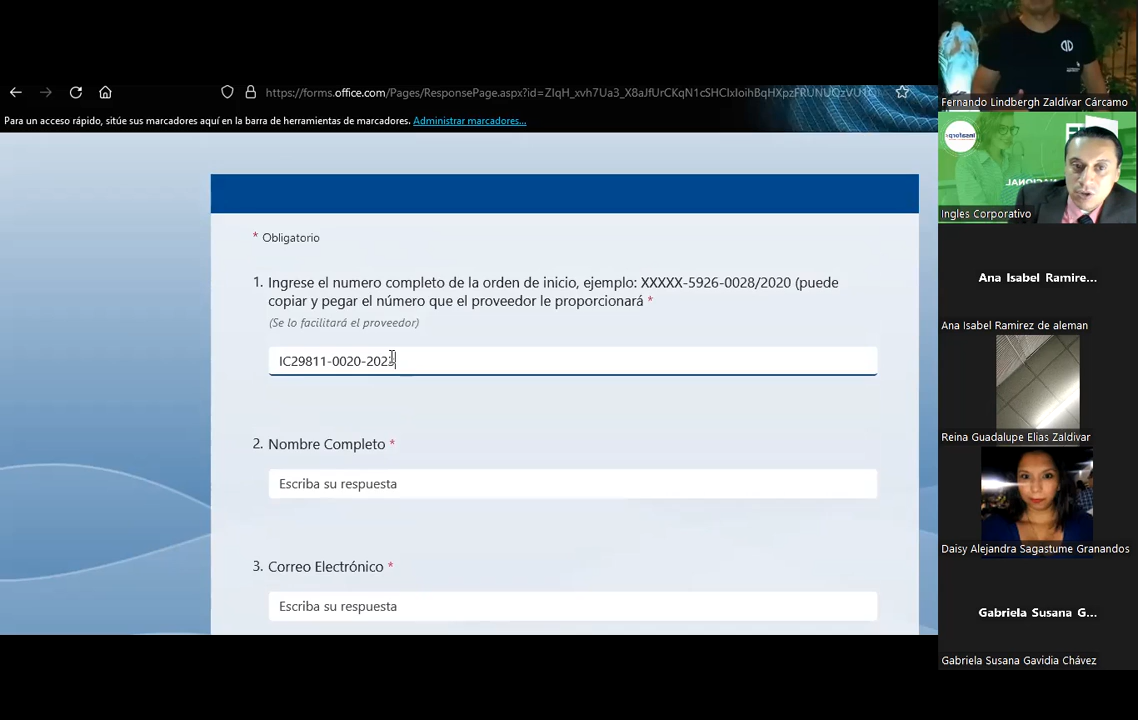 https://forms.office.com/Pages/ResponsePage.aspx?id=ZIqH_xvh7Ua3_X8aJfUrCKqN1cSHCIxIoihBqHXpzFRUNUQzVU1
Para un acceso rápido, sitúe sus marcadores aquí en la barra de herramientas de marcadores. Administrar marcadores...
* Obligatorio
1. Ingrese el numero completo de la orden de inicio, ejemplo: XXXXX-5926-0028/2020 (puede
copiar y pegar el número que el proveedor le proporcionará *
(Se lo facilitará el proveedor)
IC29811-0020-2023
2. Nombre Completo *
Escriba su respuesta
3. Correo Electrónico *
Escriba su respuesta
Fernando Lindbergh Zaldívar Cárcamo
insaforp
NACIONAL
Ingles Corporativo
Ana Isabel Ramire...
Ana Isabel Ramirez de aleman
Reina Guadalupe Elias Zaldivar
Daisy Alejandra Sagastume Granandos
Gabriela Susana G...
Gabriela Susana Gavidia Chávez